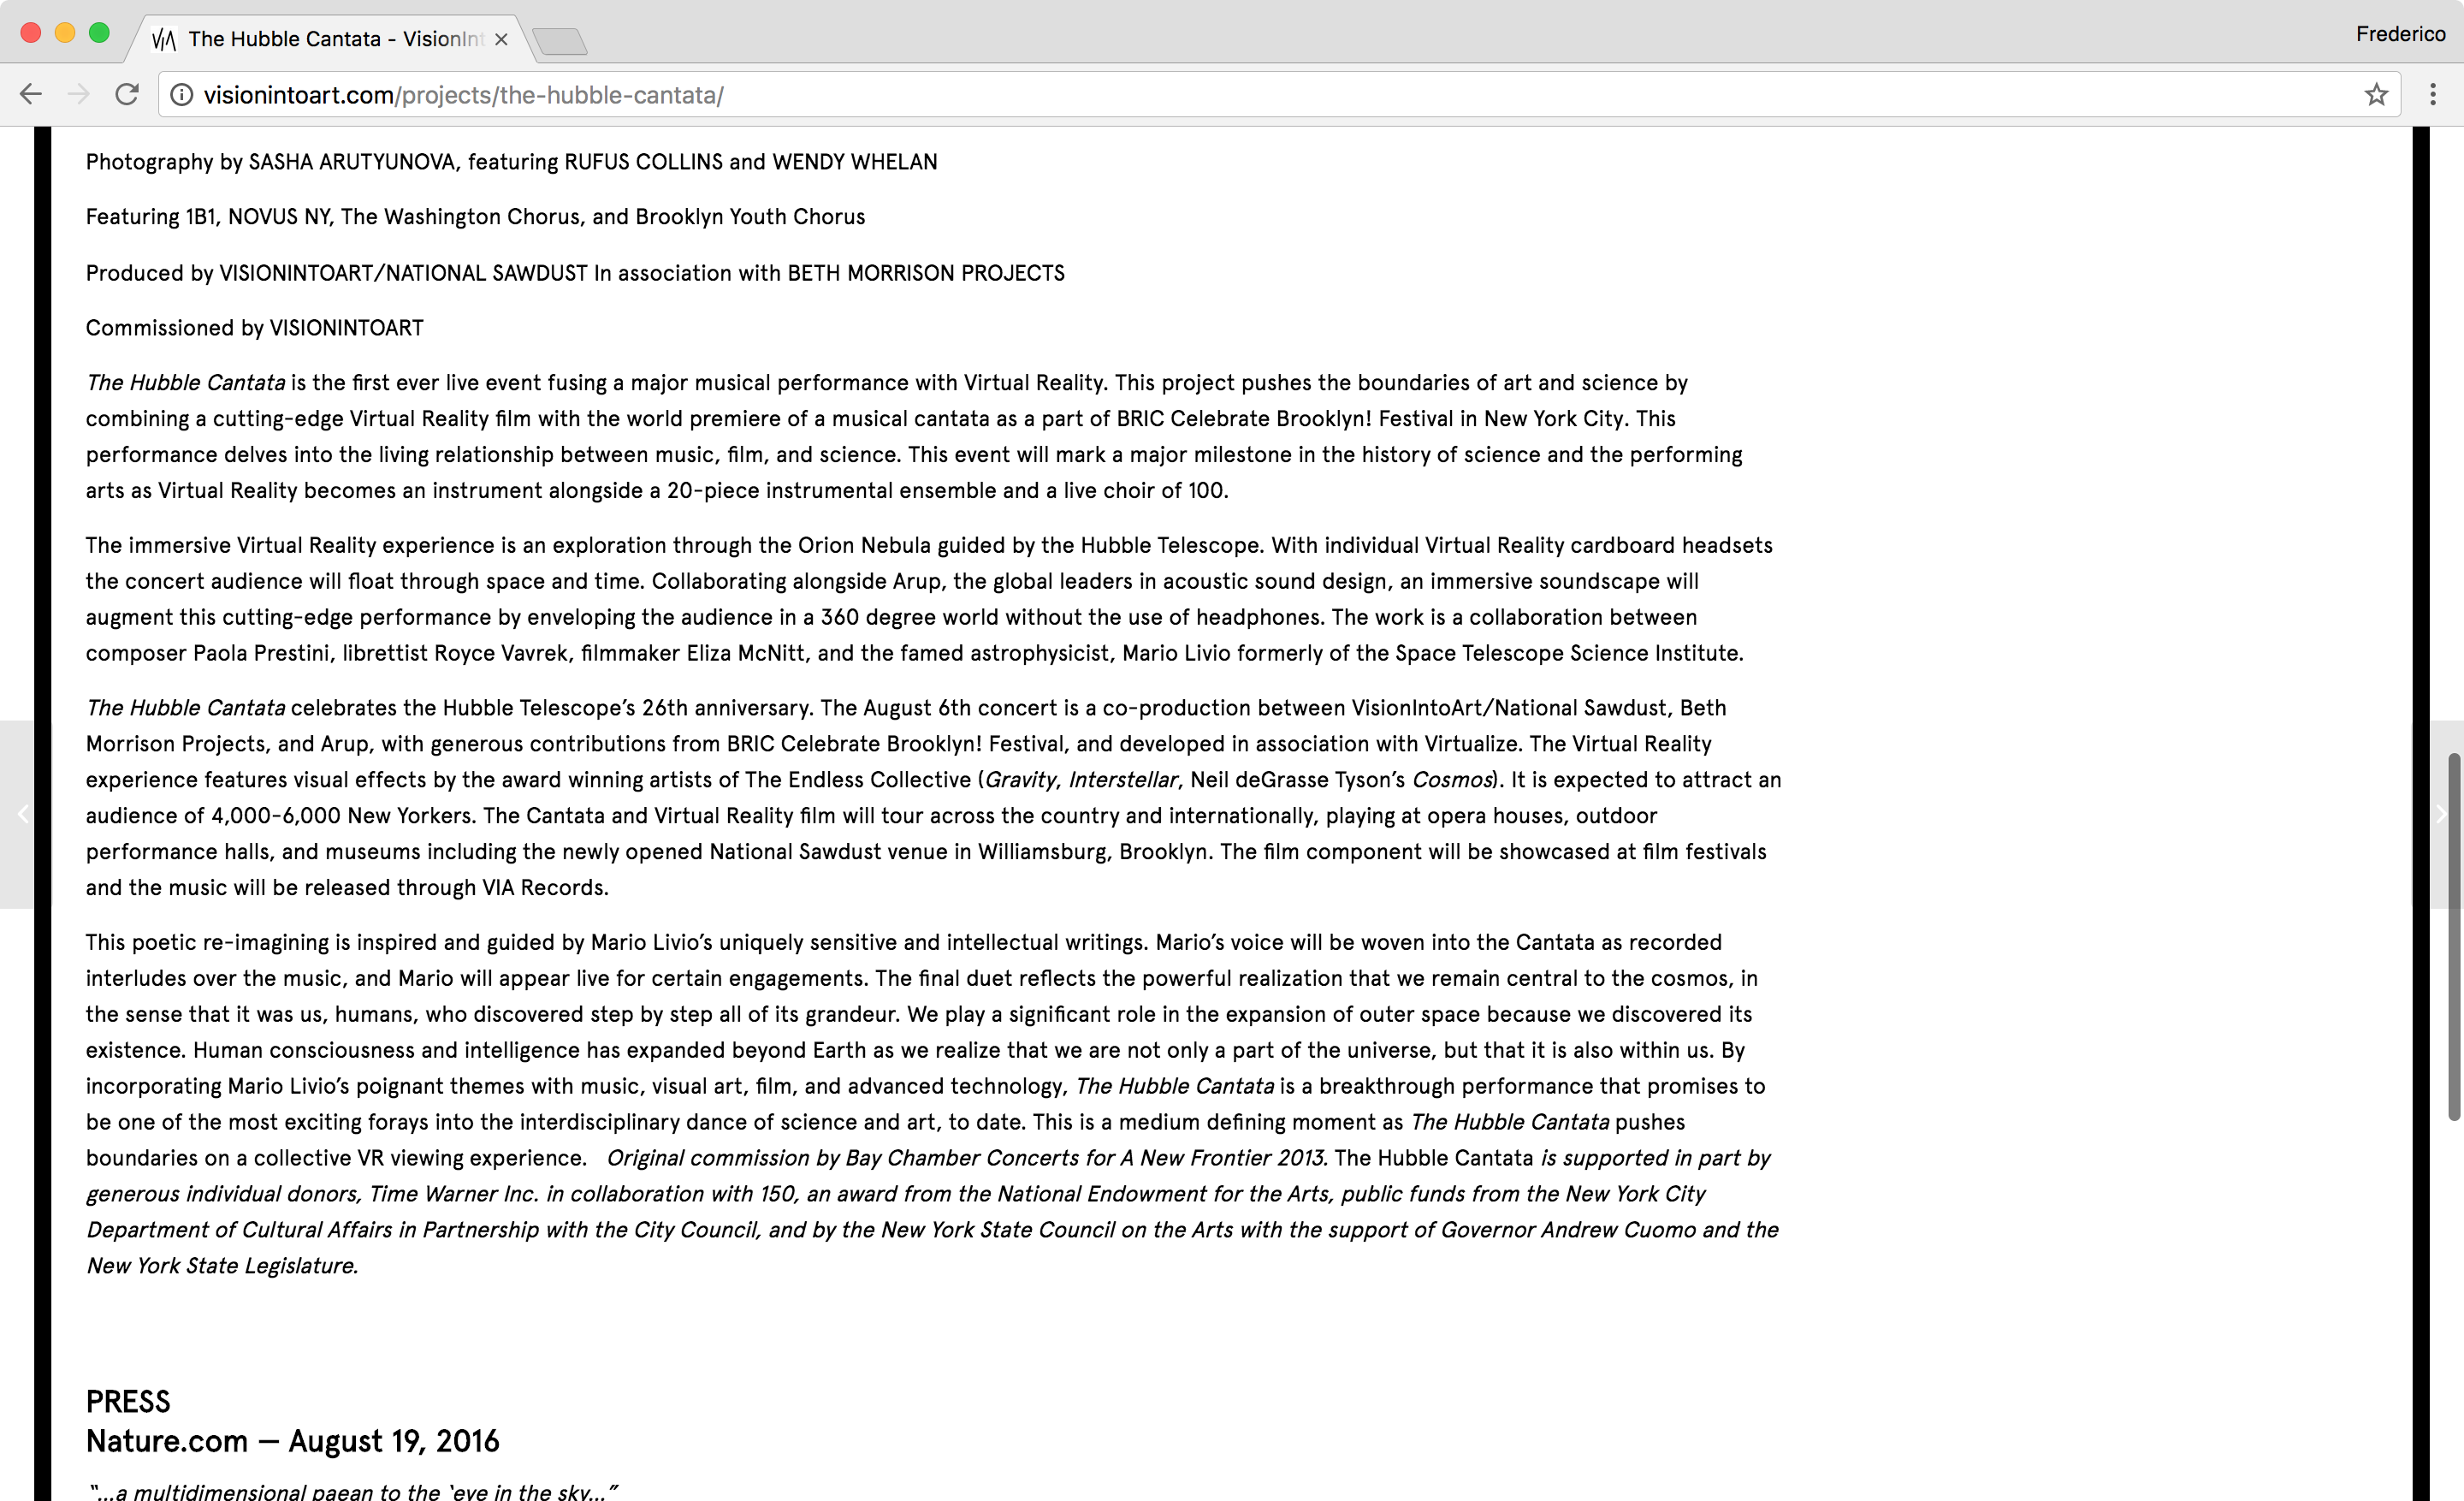 The Hubble Cantata - VisionInt
Frederico
visionintoart.com/projects/the-hubble-cantata/
Photography by SASHA ARUTYUNOVA, featuring RUFUS COLLINS and WENDY WHELAN
Featuring 1B1, NOVUS NY, The Washington Chorus, and Brooklyn Youth Chorus
Produced by VISIONINTOART/NATIONAL SAWDUST In association with BETH MORRISON PROJECTS
Commissioned by VISIONINTOART
The Hubble Cantata is the first ever live event fusing a major musical performance with Virtual Reality. This project pushes the boundaries of art and science by
combining a cutting-edge Virtual Reality film with the world premiere of a musical cantata as a part of BRIC Celebrate Brooklyn! Festival in New York City. This
performance delves into the living relationship between music, film, and science. This event will mark a major milestone in the history of science and the performing
arts as Virtual Reality becomes an instrument alongside a 20-piece instrumental ensemble and a live choir of 100.
The immersive Virtual Reality experience is an exploration through the Orion Nebula guided by the Hubble Telescope. With individual Virtual Reality cardboard headsets
the concert audience will float through space and time. Collaborating alongside Arup, the global leaders in acoustic sound design, an immersive soundscape will
augment this cutting-edge performance by enveloping the audience in a 360 degree world without the use of headphones. The work is a collaboration between
composer Paola Prestini, librettist Royce Vavrek, filmmaker Eliza McNitt, and the famed astrophysicist, Mario Livio formerly of the Space Telescope Science Institute.
The Hubble Cantata celebrates the Hubble Telescope’s 26th anniversary. The August 6th concert is a co-production between VisionIntoArt/National Sawdust, Beth
Morrison Projects, and Arup, with generous contributions from BRIC Celebrate Brooklyn! Festival, and developed in association with Virtualize. The Virtual Reality
experience features visual effects by the award winning artists of The Endless Collective (Gravity, Interstellar, Neil deGrasse Tyson’s Cosmos). It is expected to attract an
audience of 4,000-6,000 New Yorkers. The Cantata and Virtual Reality film will tour across the country and internationally, playing at opera houses, outdoor
performance halls, and museums including the newly opened National Sawdust venue in Williamsburg, Brooklyn. The film component will be showcased at film festivals
and the music will be released through VIA Records.
This poetic re-imagining is inspired and guided by Mario Livio’s uniquely sensitive and intellectual writings. Mario’s voice will be woven into the Cantata as recorded
interludes over the music, and Mario will appear live for certain engagements. The final duet reflects the powerful realization that we remain central to the cosmos, in
the sense that it was us, humans, who discovered step by step all of its grandeur. We play a significant role in the expansion of outer space because we discovered its
existence. Human consciousness and intelligence has expanded beyond Earth as we realize that we are not only a part of the universe, but that it is also within us. By
incorporating Mario Livio’s poignant themes with music, visual art, film, and advanced technology, The Hubble Cantata is a breakthrough performance that promises to
be one of the most exciting forays into the interdisciplinary dance of science and art, to date. This is a medium defining moment as The Hubble Cantata pushes
boundaries on a collective VR viewing experience. Original commission by Bay Chamber Concerts for A New Frontier 2013. The Hubble Cantata is supported in part by
generous individual donors, Time Warner Inc. in collaboration with 150, an award from the National Endowment for the Arts, public funds from the New York City
Department of Cultural Affairs in Partnership with the City Council, and by the New York State Council on the Arts with the support of Governor Andrew Cuomo and the
New York State Legislature.
PRESS
Nature.com — August 19, 2016
“...a multidimensional paean to the ‘eye in the sky...”